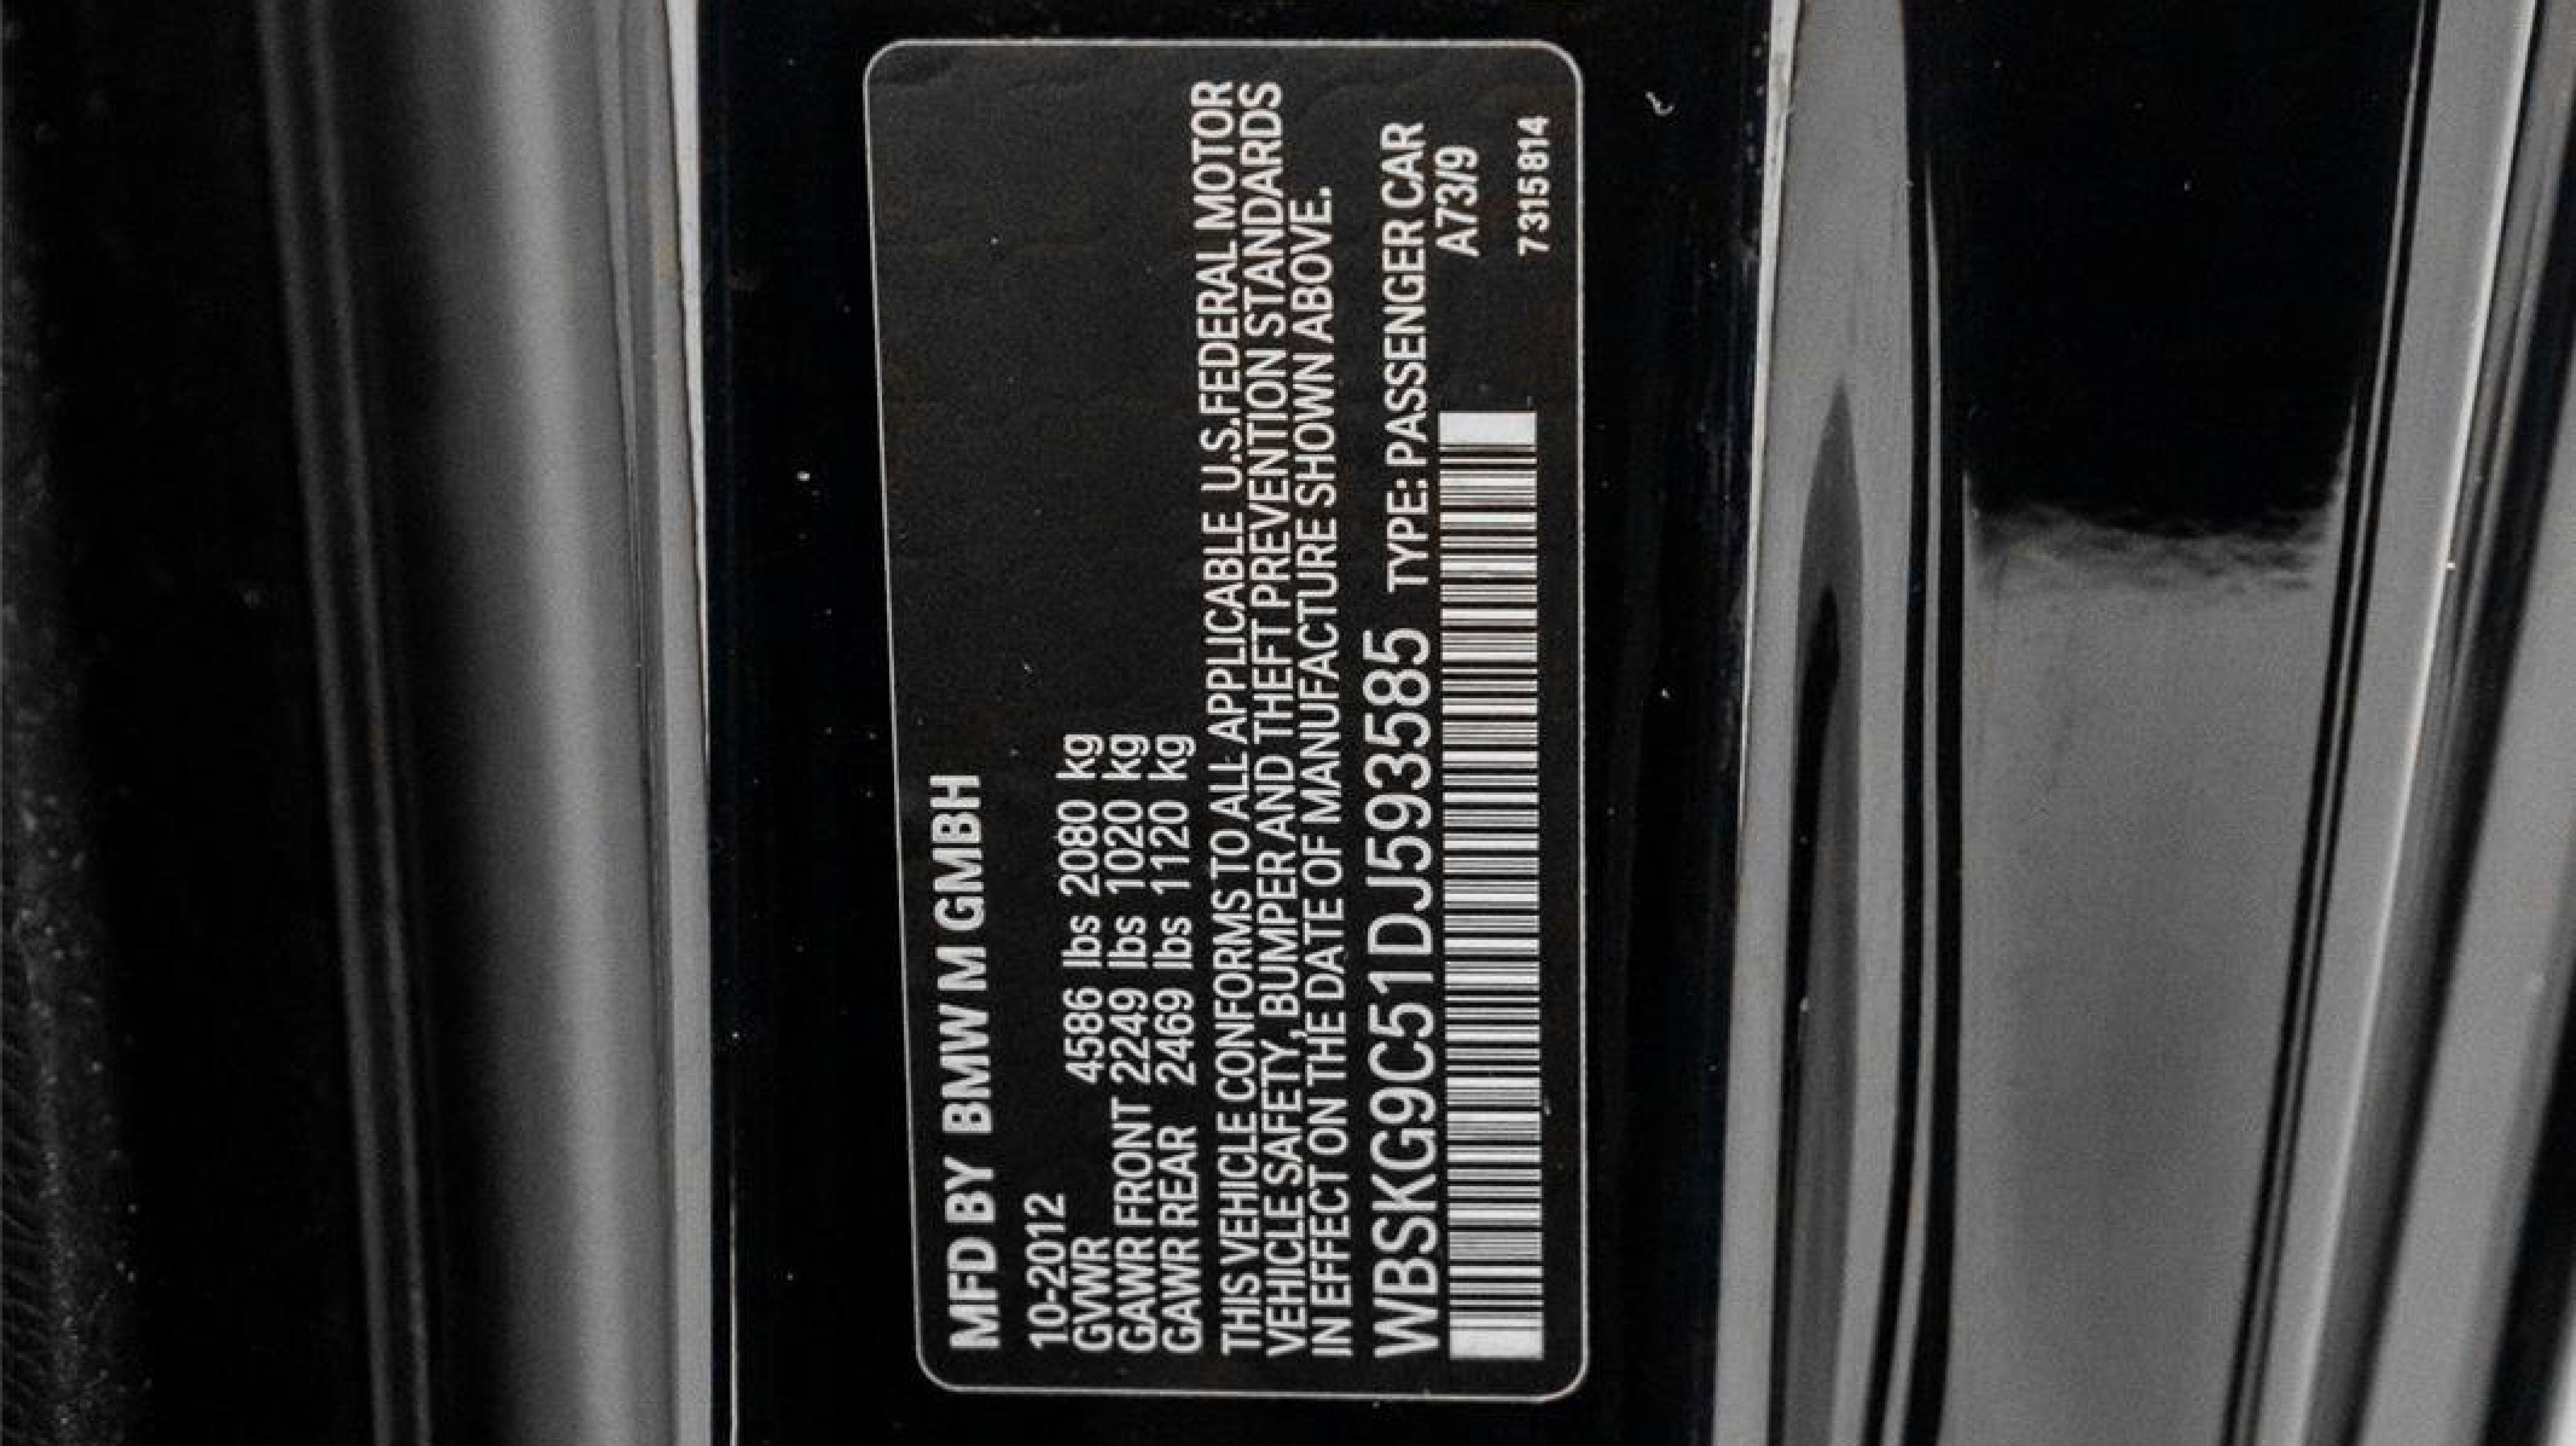 MFD BY BMW M GMBH
10-2012
GVWR 4586 lbs 2080 kg
GAWR FRONT 2249 lbs 1020 kg
GAWR REAR 2469 lbs 1120 kg
THIS VEHICLE CONFORMS TO ALL APPLICABLE U.S.FEDERAL MOTOR
VEHICLE SAFETY, BUMPER AND THEFT PREVENTION STANDARDS
IN EFFECT ON THE DATE OF MANUFACTURE SHOWN ABOVE.
WBSKG9C51DJ593585 TYPE: PASSENGER CAR
A73/9
7315814